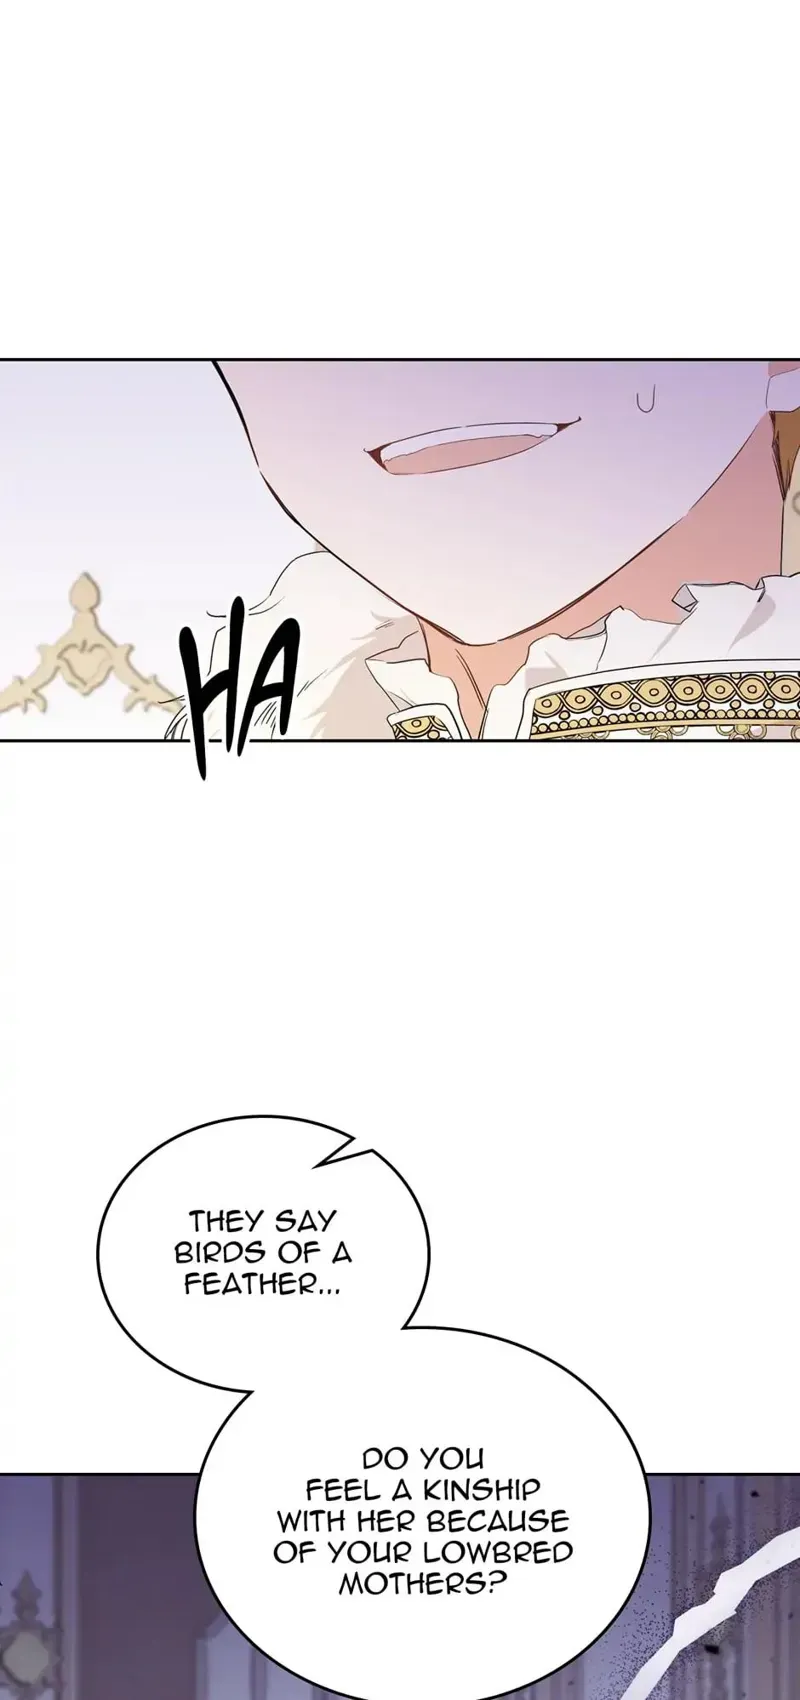 HA
THEY SAY
BIRDS OF A
FEATHER...
DO YOU
FEEL A KINSHIP
WITH HER BECAUSE
OF YOUR LOWBRED
MOTHERS?